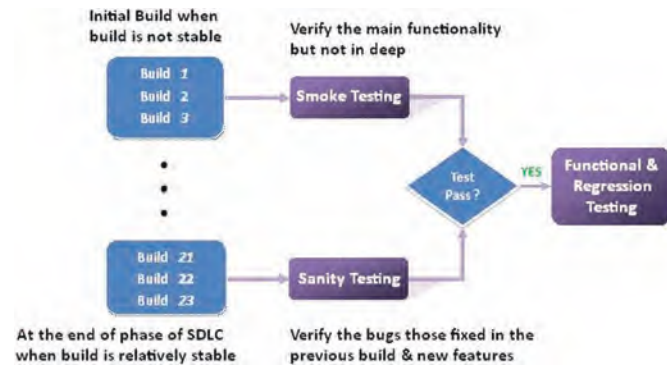 Initial Build when
build is not stable
Verify the main functionality
but not in deep
Build 1
Build 2
Build 3
Smoke Testing
Test
Pass?
YES
Functional &
Regression
Testing
Build 21
Build 22
Build 23
Sanity Testing
At the end of phase of SDLC
when build is relatively stable
Verify the bugs those fixed in the
previous build & new features